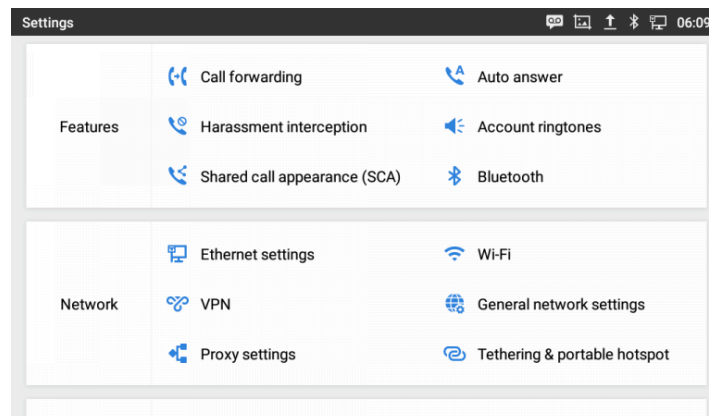 Settings 06:09
Call forwarding Auto answer
Features Harassment interception Account ringtones
Shared call appearance (SCA) Bluetooth
Ethernet settings Wi-Fi
Network VPN General network settings
Proxy settings Tethering & portable hotspot